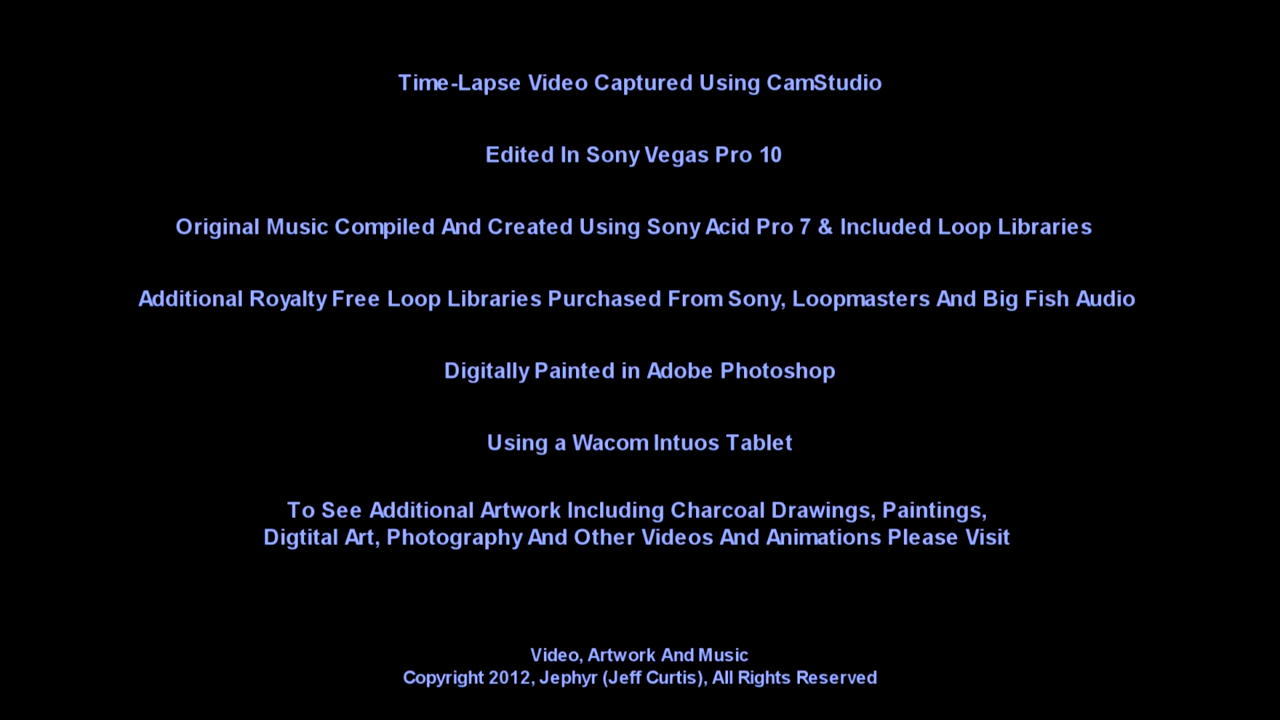 Time-Lapse Video Captured Using CamStudio
Edited In Sony Vegas Pro 10
Original Music Compiled And Created Using Sony Acid Pro 7 & Included Loop Libraries
Additional Royalty Free Loop Libraries Purchased From Sony, Loopmasters And Big Fish Audio
Digitally Painted in Adobe Photoshop
Using a Wacom Intuos Tablet
To See Additional Artwork Including Charcoal Drawings, Paintings,
Digtital Art, Photography And Other Videos And Animations Please Visit
Video, Artwork And Music
Copyright 2012, Jephyr (Jeff Curtis), All Rights Reserved